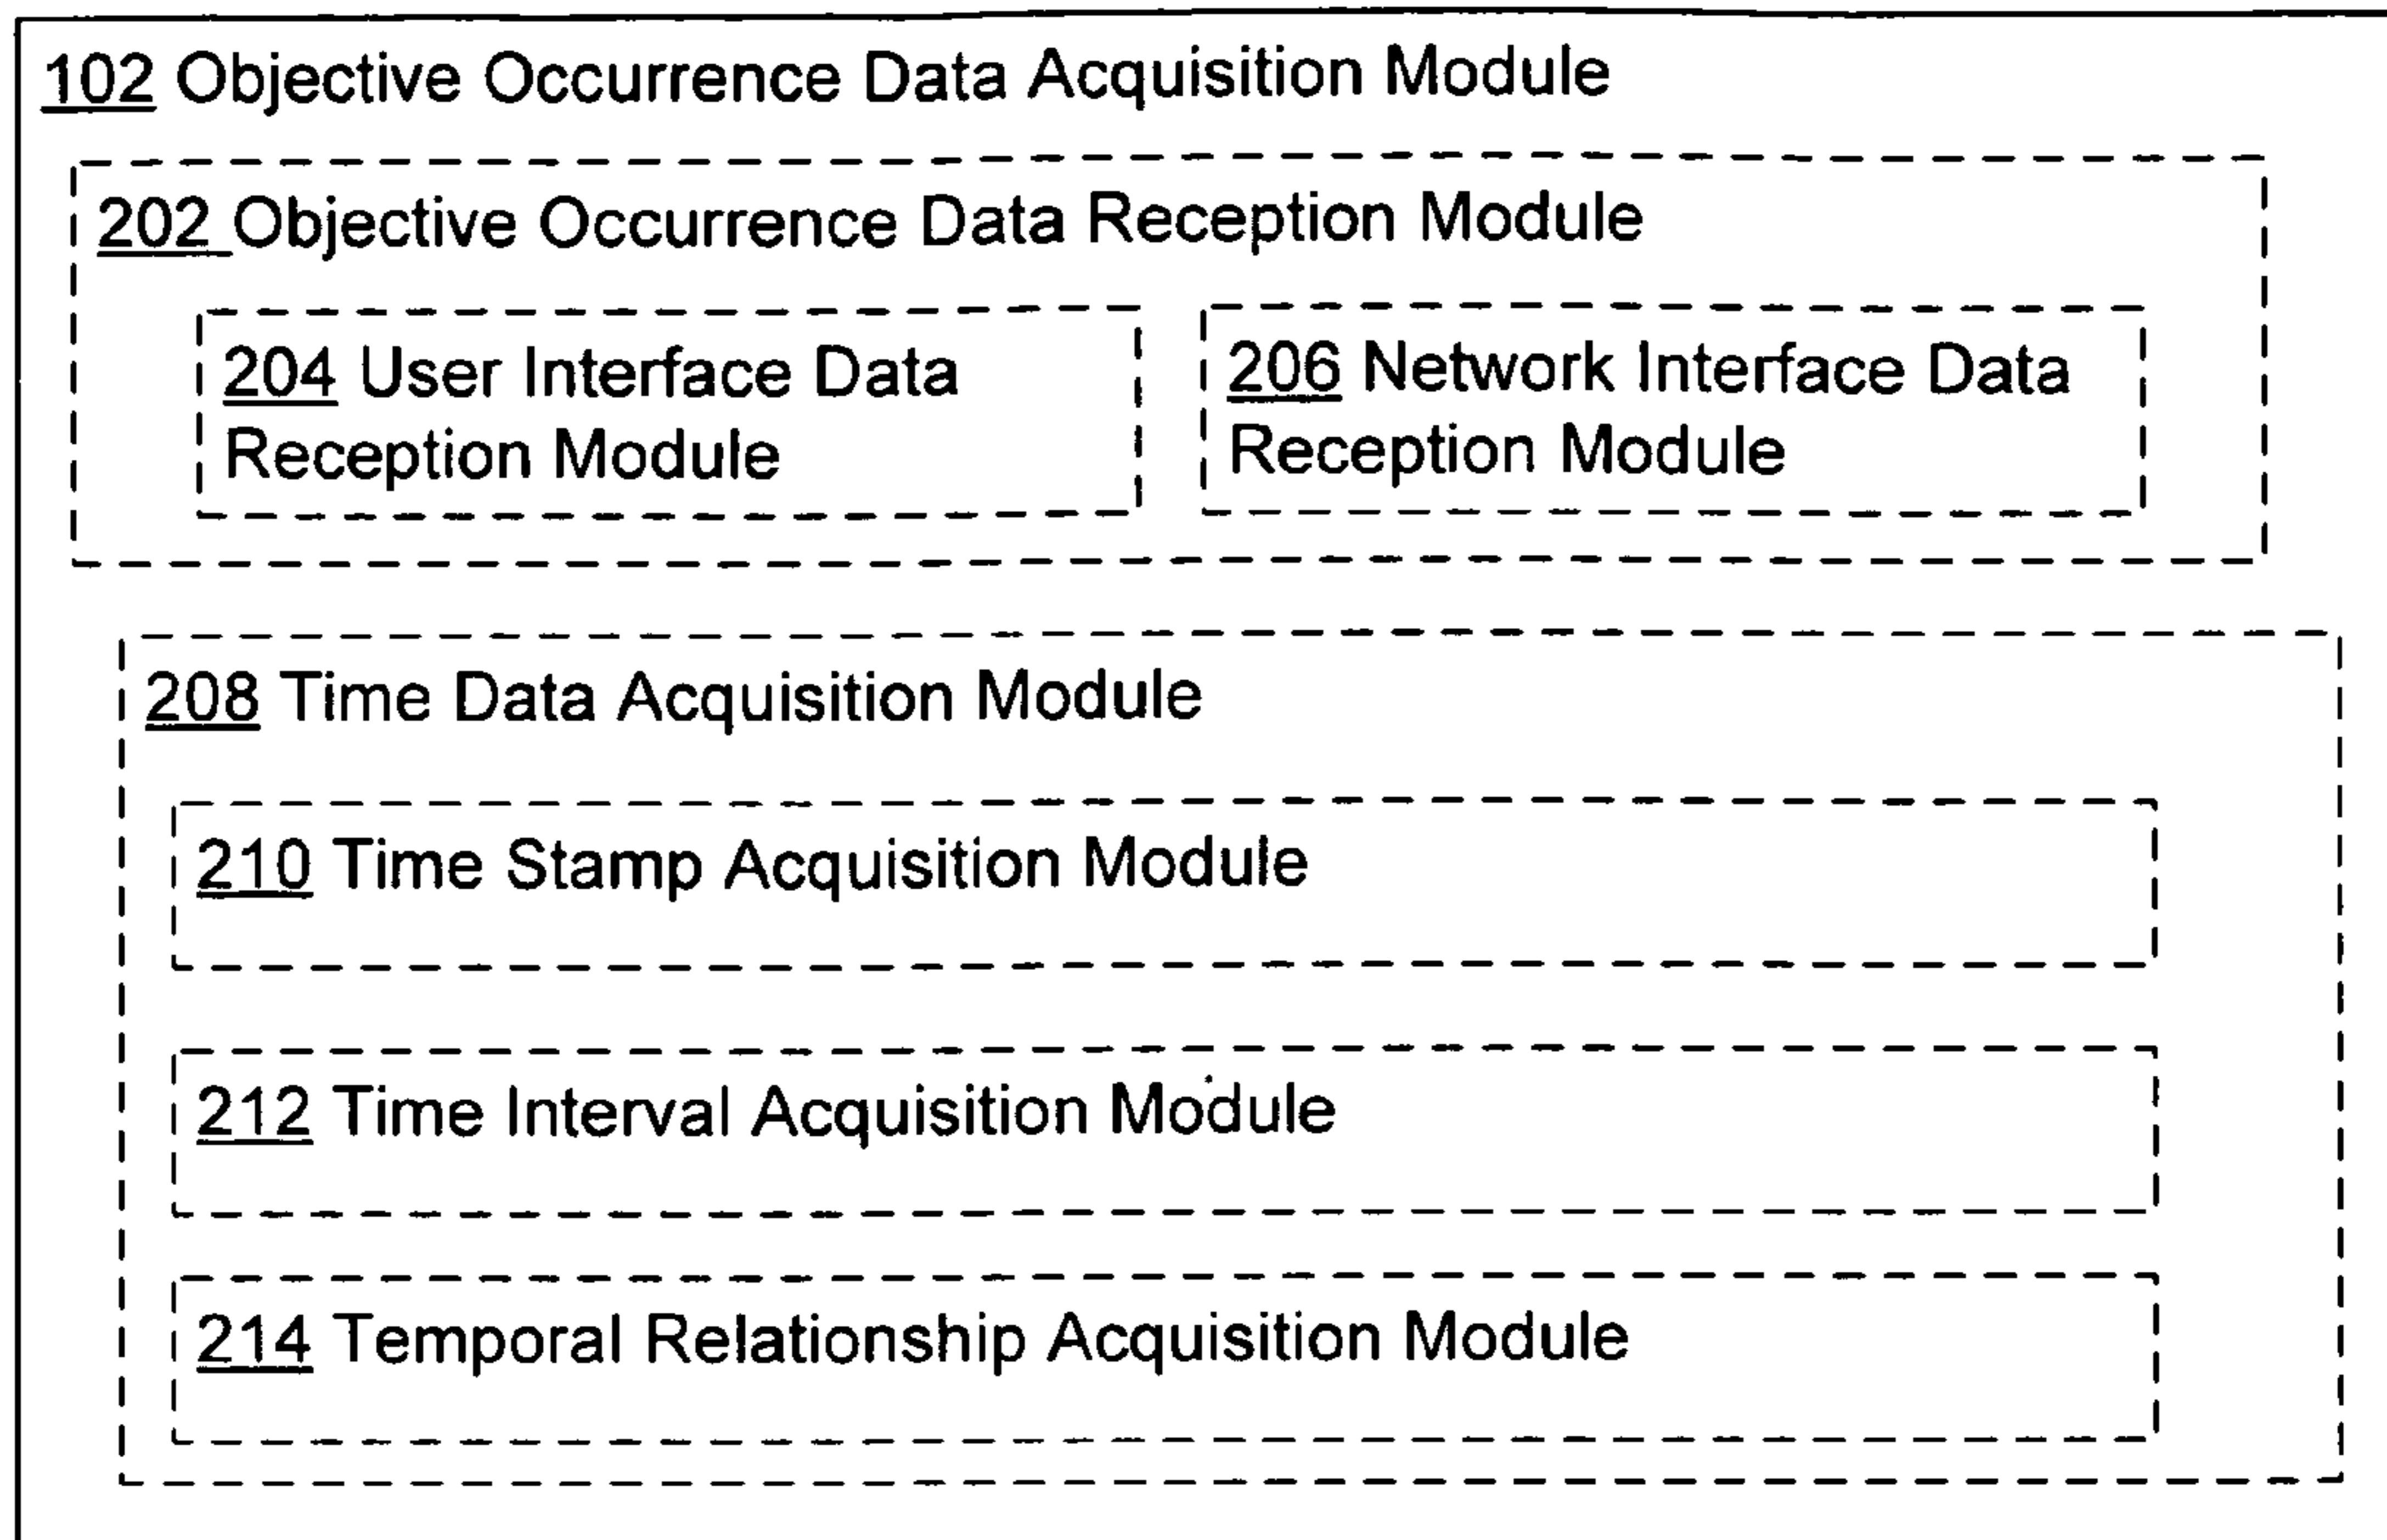 102 Objective Occurrence Data Acquisition Module
202 Objective Occurrence Data Reception Module
204 User Interface Data
Reception Module
206 Network Interface Data
Reception Module
208 Time Data Acquisition Module
210 Time Stamp Acquisition Module
212 Time Interval Acquisition Module
214 Temporal Relationship Acquisition Module